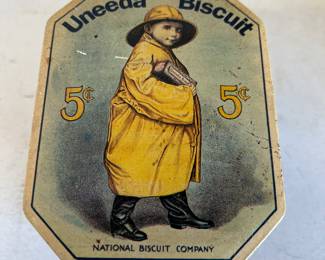 Uneeda Biscuit
5¢ 5¢
NATIONAL BISCUIT COMPANY